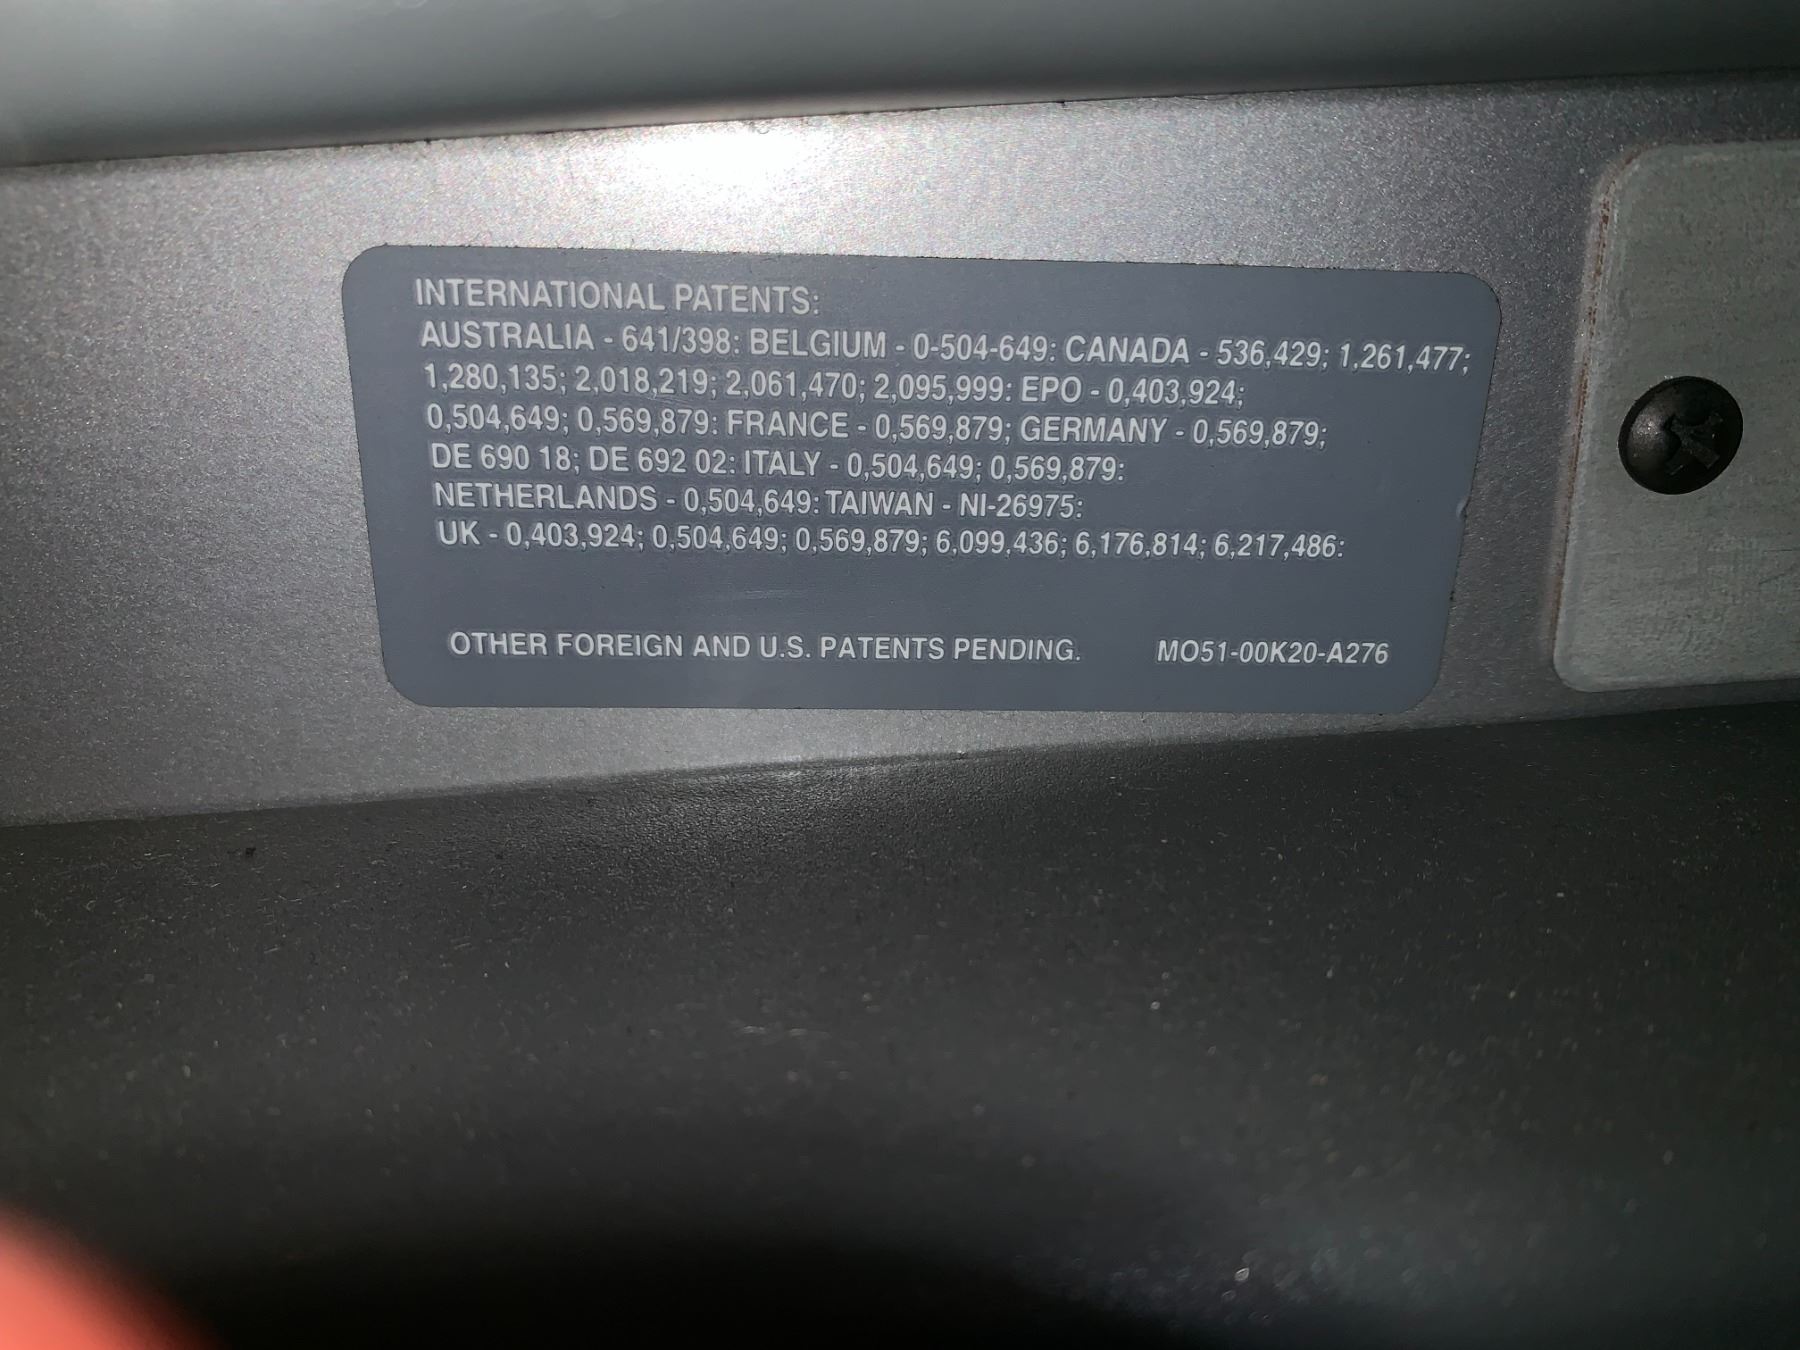 INTERNATIONAL PATENTS:
AUSTRALIA - 641/398: BELGIUM - 0-504-649: CANADA - 536,429; 1,261,477;
1,280,135; 2,018,219; 2,061,470; 2,095,999: EPO - 0,403,924;
0,504,649; 0,569,879: FRANCE - 0,569,879; GERMANY - 0,569,879;
DE 690 18; DE 692 02: ITALY - 0,504,649; 0,569,879:
NETHERLANDS - 0,504,649: TAIWAN - NI-26975:
UK - 0,403,924; 0,504,649; 0,569,879; 6,099,436; 6,176,814; 6,217,486:
OTHER FOREIGN AND U.S. PATENTS PENDING. MO51-00K20-A276